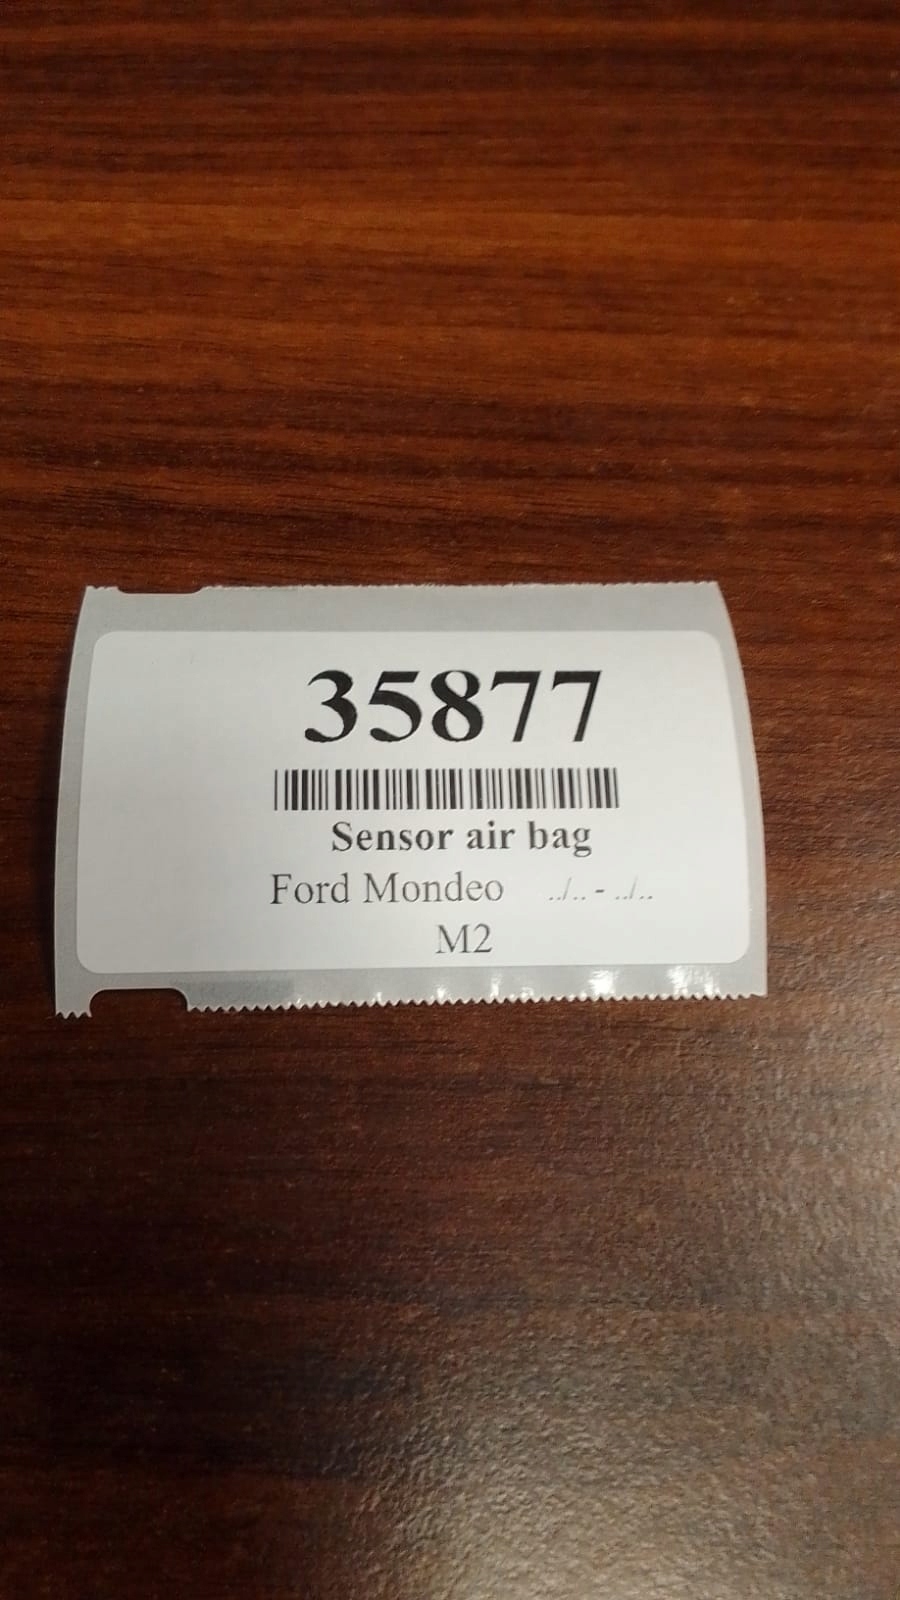 35877
Sensor air bag
Ford Mondeo ../.. - ../..
M2